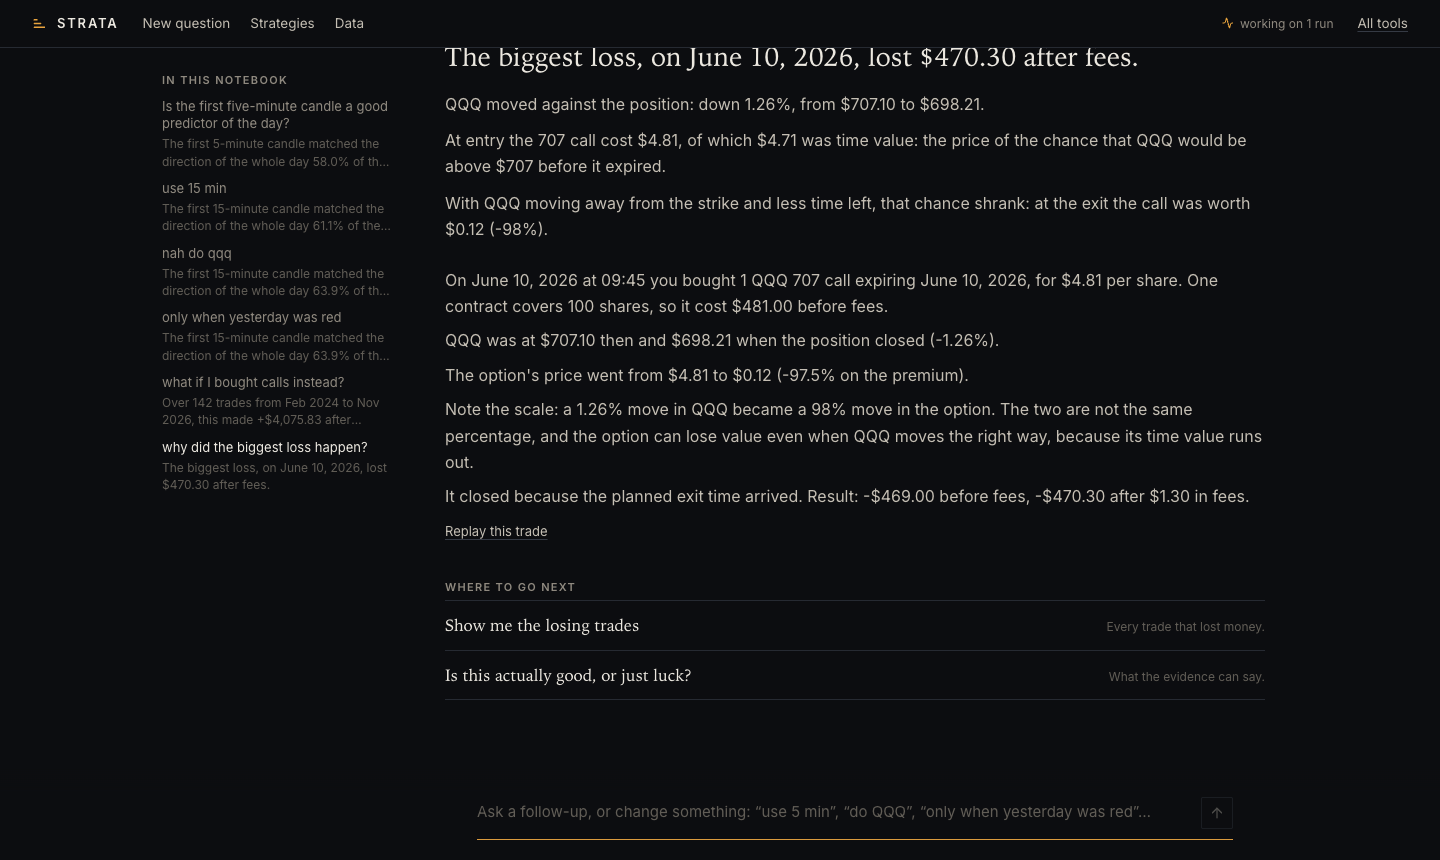 STRATA
New question
Strategies
Data
working on 1 run
All tools
IN THIS NOTEBOOK
Is the first five-minute candle a good
predictor of the day?
The first 5-minute candle matched the
direction of the whole day 58.0% of th…
use 15 min
The first 15-minute candle matched the
direction of the whole day 61.1% of the…
nah do qqq
The first 15-minute candle matched the
direction of the whole day 63.9% of th…
only when yesterday was red
The first 15-minute candle matched the
direction of the whole day 63.9% of th…
what if I bought calls instead?
Over 142 trades from Feb 2024 to Nov
2026, this made +$4,075.83 after…
why did the biggest loss happen?
The biggest loss, on June 10, 2026, lost
$470.30 after fees.
The biggest loss, on June 10, 2026, lost $470.30 after fees.
QQQ moved against the position: down 1.26%, from $707.10 to $698.21.
At entry the 707 call cost $4.81, of which $4.71 was time value: the price of the chance that QQQ would be
above $707 before it expired.
With QQQ moving away from the strike and less time left, that chance shrank: at the exit the call was worth
$0.12 (-98%).
On June 10, 2026 at 09:45 you bought 1 QQQ 707 call expiring June 10, 2026, for $4.81 per share. One
contract covers 100 shares, so it cost $481.00 before fees.
QQQ was at $707.10 then and $698.21 when the position closed (-1.26%).
The option's price went from $4.81 to $0.12 (-97.5% on the premium).
Note the scale: a 1.26% move in QQQ became a 98% move in the option. The two are not the same
percentage, and the option can lose value even when QQQ moves the right way, because its time value runs
out.
It closed because the planned exit time arrived. Result: -$469.00 before fees, -$470.30 after $1.30 in fees.
Replay this trade
WHERE TO GO NEXT
Show me the losing trades
Every trade that lost money.
Is this actually good, or just luck?
What the evidence can say.
Ask a follow-up, or change something: “use 5 min”, “do QQQ”, “only when yesterday was red”…